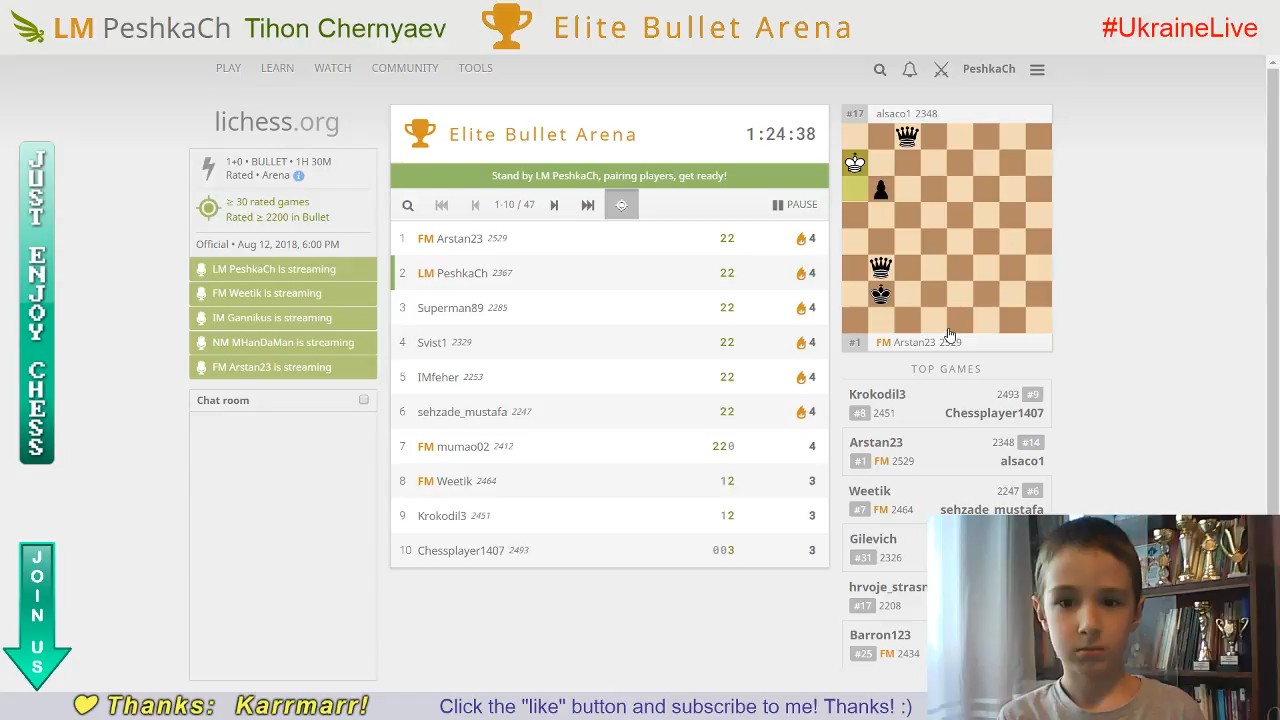 LM PeshkaCh Tihon Chernyaev Elite Bullet Arena #UkraineLive
PLAY LEARN WATCH COMMUNITY TOOLS PeshkaCh
lichess.org
1+0 • BULLET • 1H 30M
Rated • Arena
≥ 30 rated games
Rated ≥ 2200 in Bullet
Official • Aug 12, 2018, 6:00 PM
LM PeshkaCh is streaming
FM Weetik is streaming
IM Gannikus is streaming
NM MHanDaMan is streaming
FM Arstan23 is streaming
Chat room
JUST ENJOY CHESS
JOIN US
Elite Bullet Arena 1:24:38
Stand by LM PeshkaCh, pairing players, get ready!
1-10 / 47 PAUSE
1 FM Arstan23 2529 22 4
2 LM PeshkaCh 2367 22 4
3 Superman89 2285 22 4
4 Svist1 2329 22 4
5 IMfeher 2253 22 4
6 sehzade_mustafa 2247 22 4
7 FM mumao02 2412 220 4
8 FM Weetik 2464 12 3
9 Krokodil3 2451 12 3
10 Chessplayer1407 2493 003 3
#17 alsaco1 2348
#1 FM Arstan23 2529
TOP GAMES
Krokodil3 2493 #9
#8 2451 Chessplayer1407
Arstan23 2348 #14
#1 FM 2529 alsaco1
Weetik 2247 #6
#7 FM 2464 sehzade_mustafa
Gilevich
#31 2326
#17 2208
Barron123
#25 FM 2434
Thanks: Karrmarr! Click the "like" button and subscribe to me! Thanks! :)